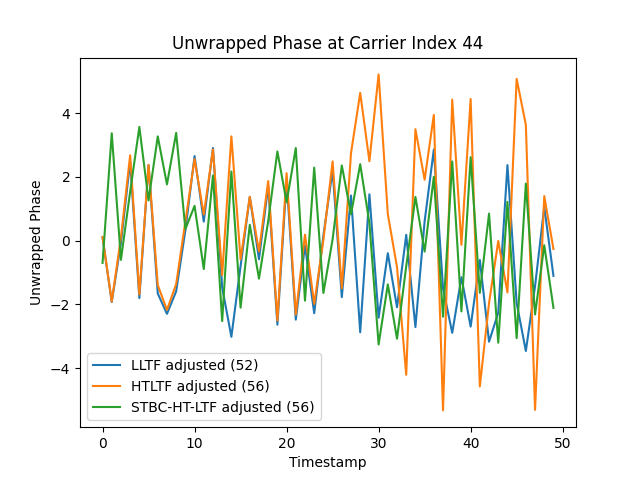 Unwrapped Phase at Carrier Index 44
Unwrapped Phase
4
2
0
−2
−4
LLTF adjusted (52)
HTLTF adjusted (56)
STBC-HT-LTF adjusted (56)
0 10 20 30 40 50
Timestamp